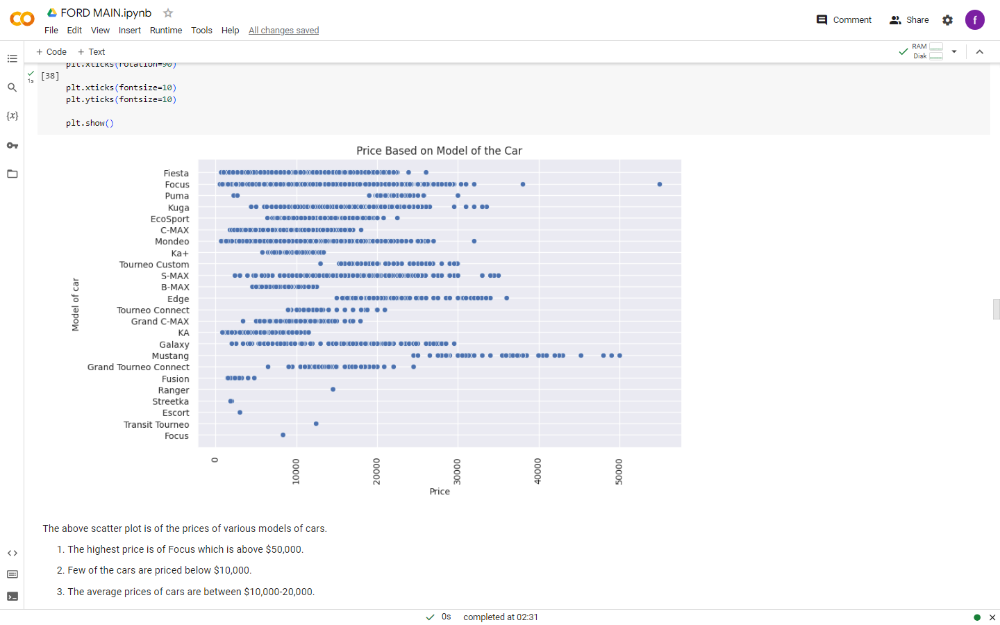 FORD MAIN.ipynb
File Edit View Insert Runtime Tools Help All changes saved
Comment Share f
+ Code + Text
RAM
Disk
plt.xticks(rotation=90)
[38]
1s
plt.xticks(fontsize=10)
plt.yticks(fontsize=10)
plt.show()
{x}
Price Based on Model of the Car
Model of car
Fiesta
Focus
Puma
Kuga
EcoSport
C-MAX
Mondeo
Ka+
Tourneo Custom
S-MAX
B-MAX
Edge
Tourneo Connect
Grand C-MAX
KA
Galaxy
Mustang
Grand Tourneo Connect
Fusion
Ranger
Streetka
Escort
Transit Tourneo
Focus
0 10000 20000 30000 40000 50000
Price
The above scatter plot is of the prices of various models of cars.
1. The highest price is of Focus which is above $50,000.
2. Few of the cars are priced below $10,000.
3. The average prices of cars are between $10,000-20,000.
0s completed at 02:31